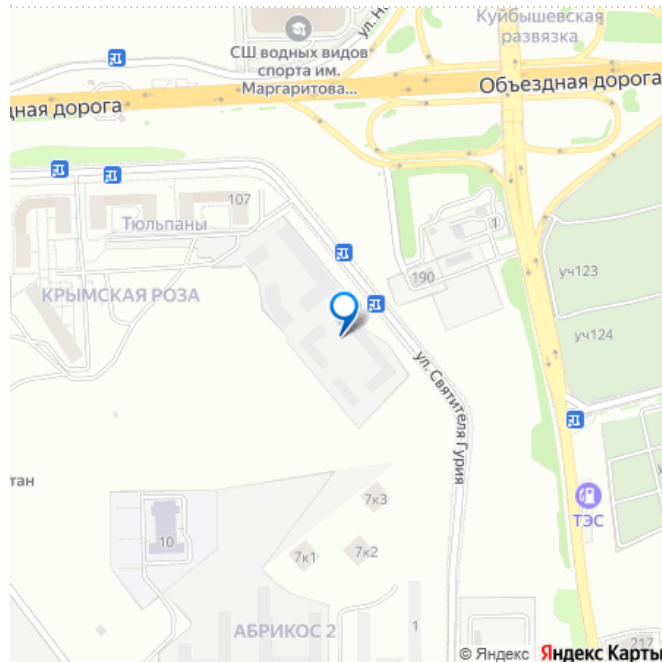 Куйбышевская
развязка
ул. Н
СШ водных видов
спорта им.
Маргаритова...
Объездная дорога
дная дорога
107
Тюльпаны
1
190
уч123
КРЫМСКАЯ РОЗА
уч124
ул. Святителя Гурия
тан
7к3
ТЭС
10
7к1
7к2
АБРИКОС 2
1
217
© Яндекс Яндекс Карты